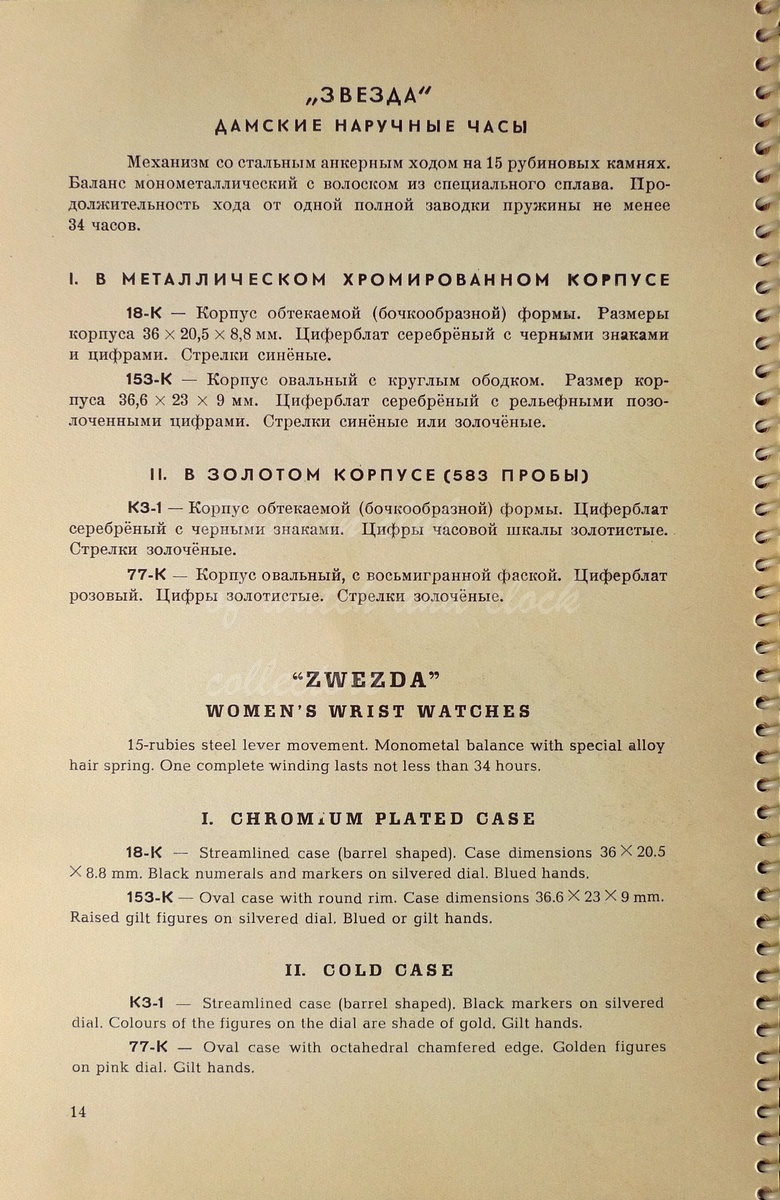 „ЗВЕЗДА“
ДАМСКИЕ НАРУЧНЫЕ ЧАСЫ
Механизм со стальным анкерным ходом на 15 рубиновых камнях.
Баланс монометаллический с волоском из специального сплава. Про-
должительность хода от одной полной заводки пружины не менее
34 часов.
I. В МЕТАЛЛИЧЕСКОМ ХРОМИРОВАННОМ КОРПУСЕ
18-К — Корпус обтекаемой (бочкообразной) формы. Размеры
корпуса 36 × 20,5 × 8,8 мм. Циферблат серебрёный с черными знаками
и цифрами. Стрелки синёные.
153-К — Корпус овальный с круглым ободком. Размер кор-
пуса 36,6 × 23 × 9 мм. Циферблат серебрёный с рельефными позо-
лоченными цифрами. Стрелки синёные или золочёные.
II. В ЗОЛОТОМ КОРПУСЕ (583 ПРОБЫ)
КЗ-1 — Корпус обтекаемой (бочкообразной) формы. Циферблат
серебрёный с черными знаками. Цифры часовой шкалы золотистые.
Стрелки золочёные.
77-К — Корпус овальный, с восьмигранной фаской. Циферблат
розовый. Цифры золотистые. Стрелки золочёные.
of watch and clock
“ZWEZDA”
WOMEN'S WRIST WATCHES
15-rubies steel lever movement. Monometal balance with special alloy
hair spring. One complete winding lasts not less than 34 hours.
I. CHROMiUM PLATED CASE
18-К — Streamlined case (barrel shaped). Case dimensions 36 × 20.5
× 8.8 mm. Black numerals and markers on silvered dial. Blued hands.
153-К — Oval case with round rim. Case dimensions 36.6 × 23 × 9 mm.
Raised gilt figures on silvered dial. Blued or gilt hands.
II. COLD CASE
КЗ-1 — Streamlined case (barrel shaped). Black markers on silvered
dial. Colours of the figures on the dial are shade of gold. Gilt hands.
77-К — Oval case with octahedral chamfered edge. Golden figures
on pink dial. Gilt hands.
14